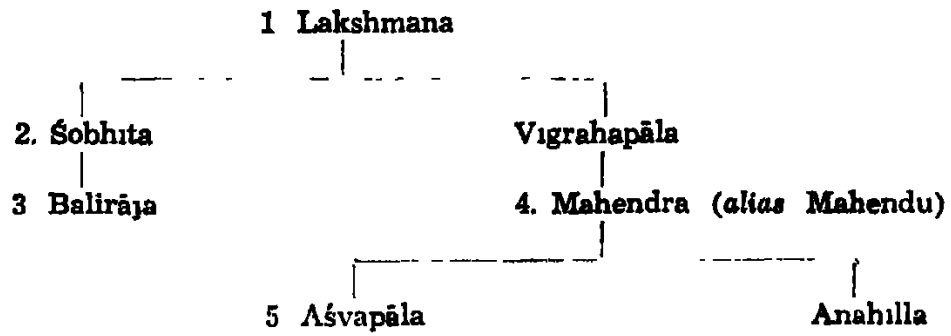 1 Lakshmana
2. Śobhita Vigrahapāla
3 Balirāja 4. Mahendra (alias Mahendu)
5 Aśvapāla Anahilla